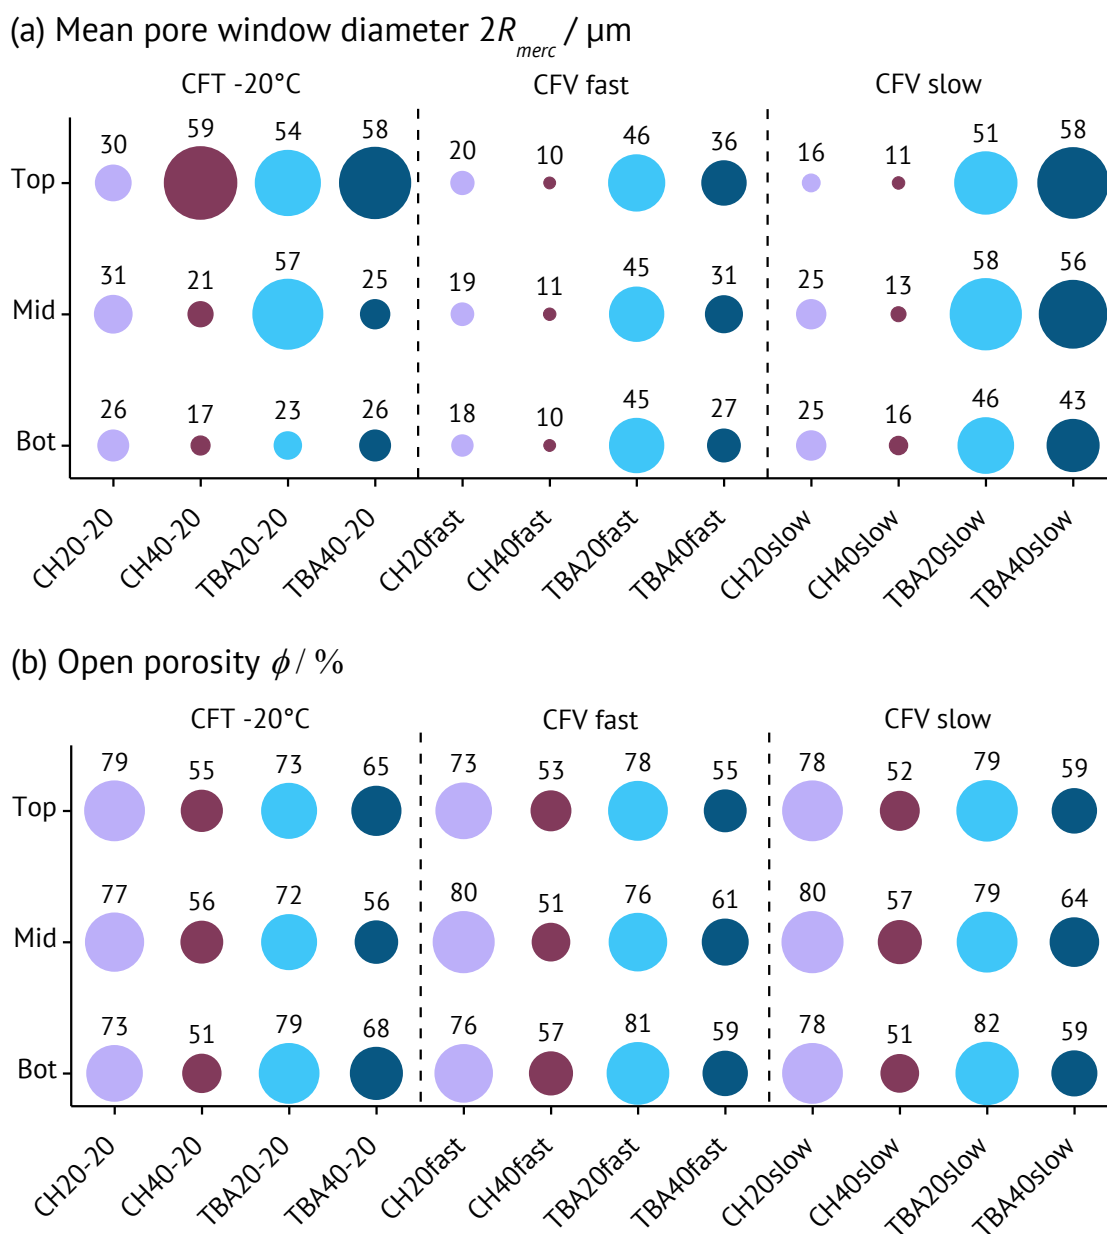 (a) Mean pore window diameter 2R_merc / µm
CFT -20°C CFV fast CFV slow
30 59 54 58 20 10 46 36 16 11 51 58
Top
31 21 57 25 19 11 45 31 25 13 58 56
Mid
26 17 23 26 18 10 45 27 25 16 46 43
Bot
CH20-20 CH40-20 TBA20-20 TBA40-20 CH20fast CH40fast TBA20fast TBA40fast CH20slow CH40slow TBA20slow TBA40slow
(b) Open porosity ϕ / %
CFT -20°C CFV fast CFV slow
79 55 73 65 73 53 78 55 78 52 79 59
Top
77 56 72 56 80 51 76 61 80 57 79 64
Mid
73 51 79 68 76 57 81 59 78 51 82 59
Bot
CH20-20 CH40-20 TBA20-20 TBA40-20 CH20fast CH40fast TBA20fast TBA40fast CH20slow CH40slow TBA20slow TBA40slow